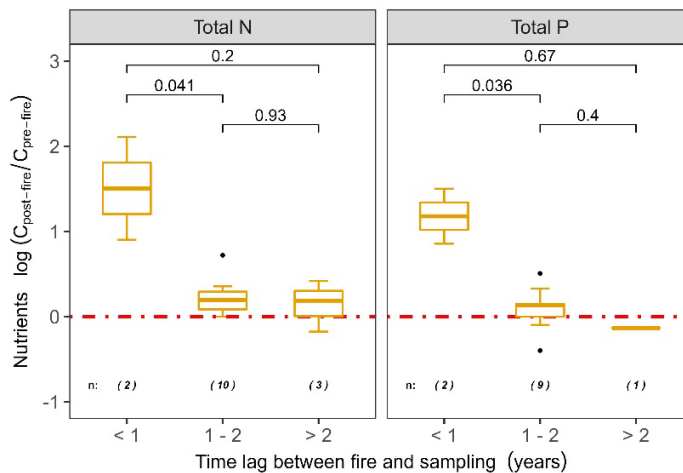 Total N
Total P
0.2
0.67
0.041
0.036
0.93
0.4
3
2
1
0
-1
Nutrients log (Cpost−fire/Cpre−fire)
n: (2) (10) (3)
n: (2) (9) (1)
< 1 1 - 2 > 2
< 1 1 - 2 > 2
Time lag between fire and sampling (years)